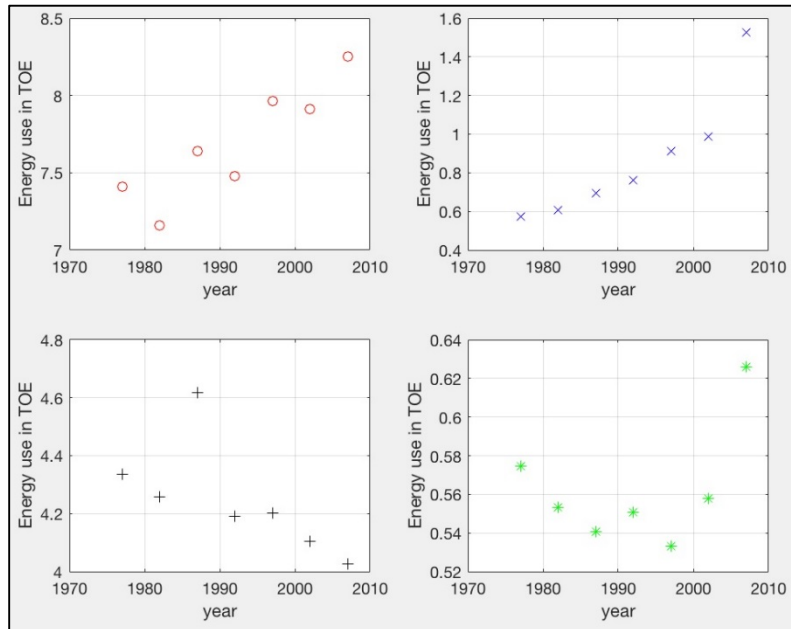 8.5
8
7.5
7
Energy use in TOE
1970 1980 1990 2000 2010
year
1.6
1.4
1.2
1
0.8
0.6
0.4
Energy use in TOE
1970 1980 1990 2000 2010
year
4.8
4.6
4.4
4.2
4
Energy use in TOE
1970 1980 1990 2000 2010
year
0.64
0.62
0.6
0.58
0.56
0.54
0.52
Energy use in TOE
1970 1980 1990 2000 2010
year